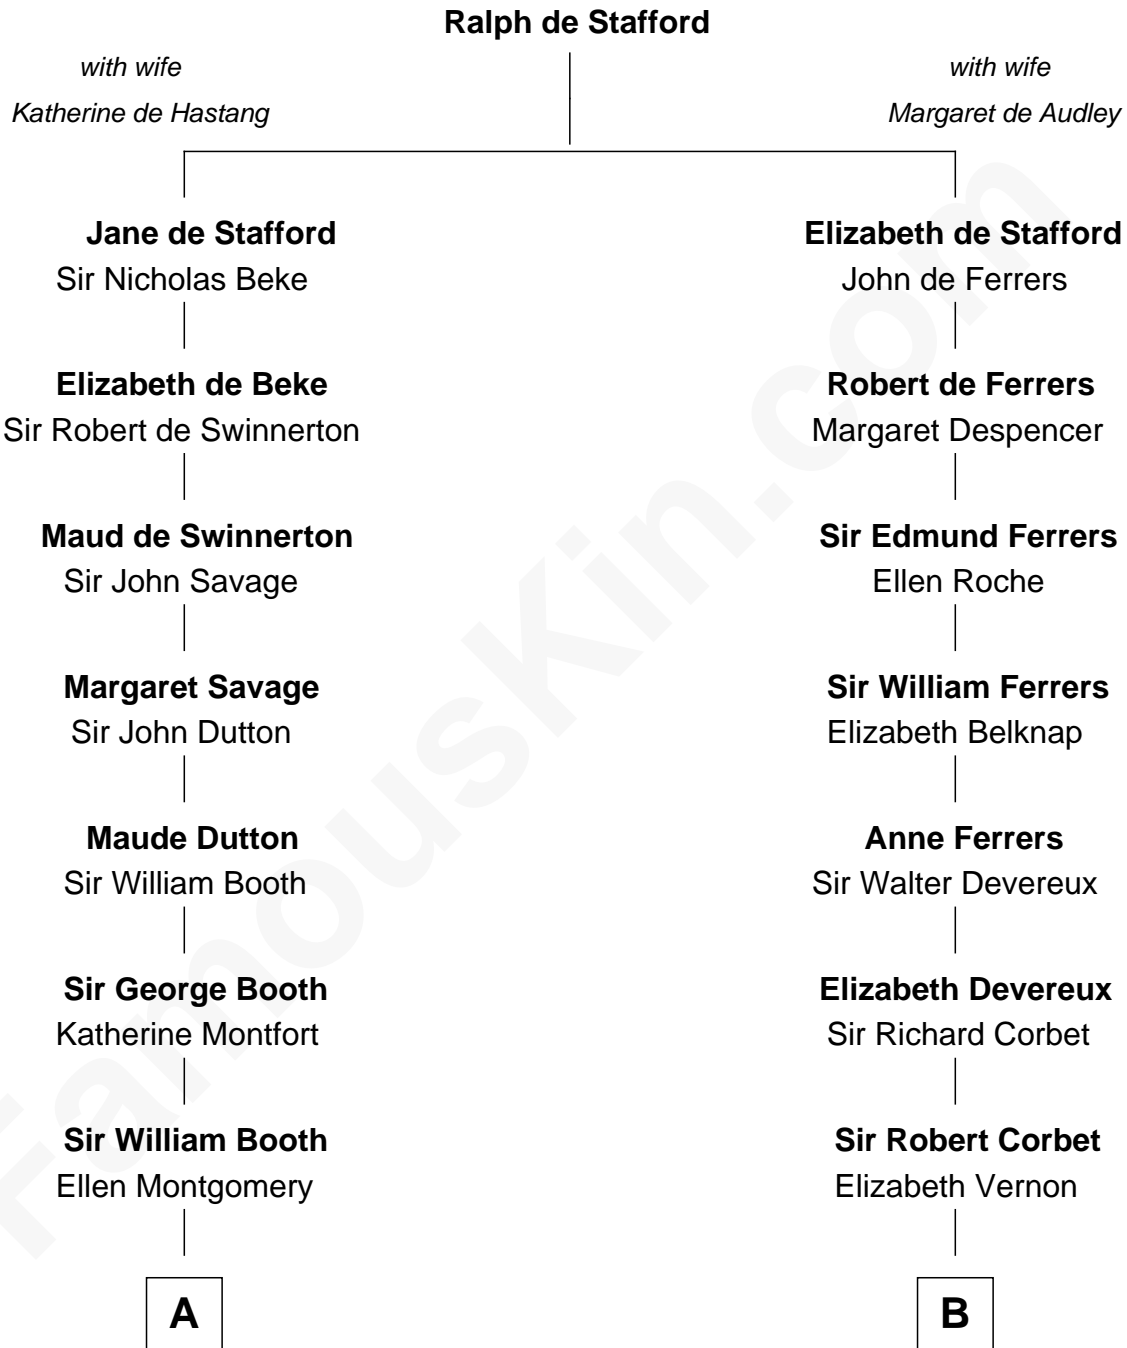 Ralph de Stafford
with wife
Katherine de Hastang
with wife
Margaret de Audley
Jane de Stafford
Sir Nicholas Beke
Elizabeth de Stafford
John de Ferrers
Elizabeth de Beke
Sir Robert de Swinnerton
Robert de Ferrers
Margaret Despencer
Maud de Swinnerton
Sir John Savage
Sir Edmund Ferrers
Ellen Roche
Margaret Savage
Sir John Dutton
Sir William Ferrers
Elizabeth Belknap
Maude Dutton
Sir William Booth
Anne Ferrers
Sir Walter Devereux
Sir George Booth
Katherine Montfort
Elizabeth Devereux
Sir Richard Corbet
Sir William Booth
Ellen Montgomery
Sir Robert Corbet
Elizabeth Vernon
A
B
FamousKin.com